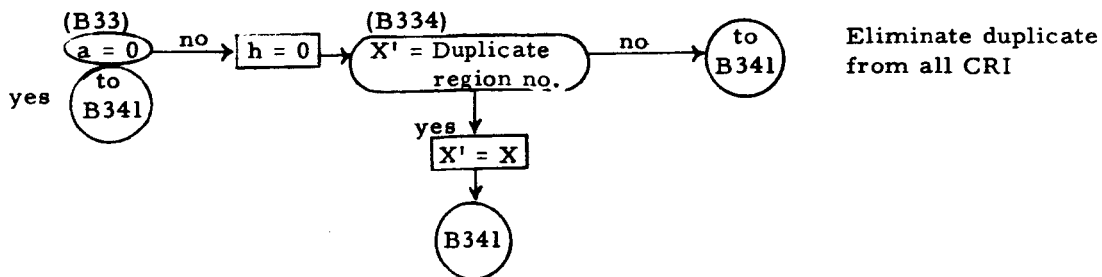 (B33)
a = 0
no
h = 0
(B334)
X' = Duplicate
region no.
no
to
B341
Eliminate duplicate
from all CRI
yes
to
B341
yes
X' = X
B341